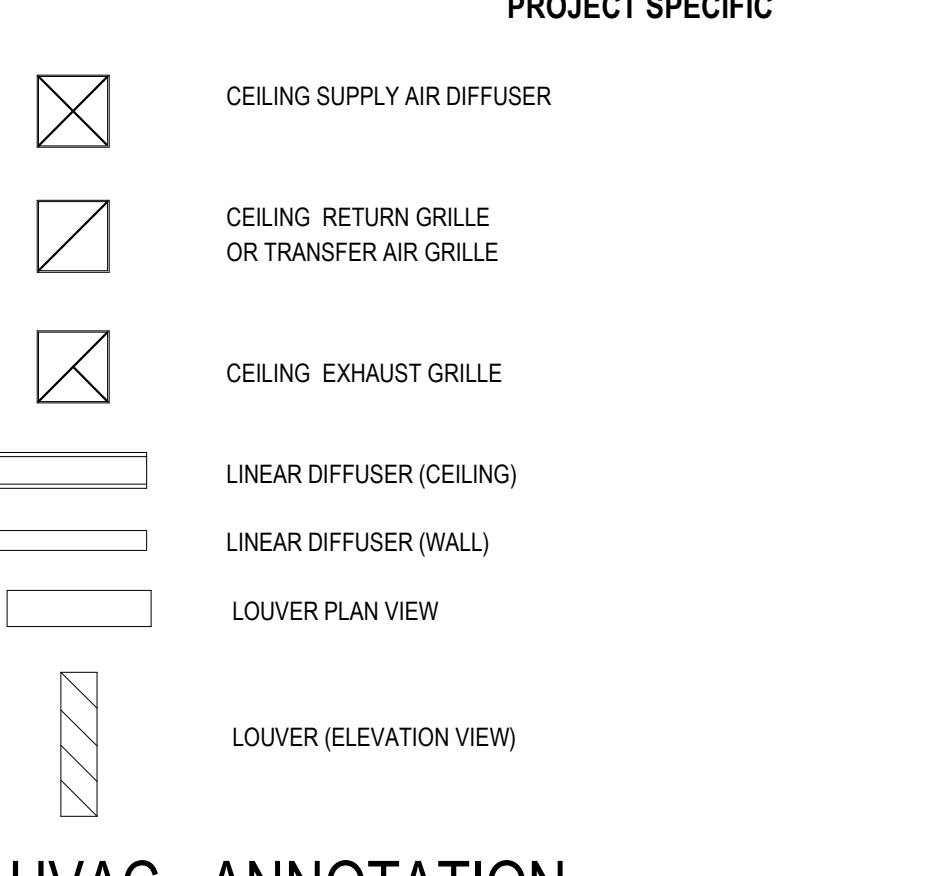 PROJECT SPECIFIC
CEILING SUPPLY AIR DIFFUSER
CEILING RETURN GRILLE
OR TRANSFER AIR GRILLE
CEILING EXHAUST GRILLE
LINEAR DIFFUSER (CEILING)
LINEAR DIFFUSER (WALL)
LOUVER PLAN VIEW
LOUVER (ELEVATION VIEW)
HVAC ANNOTATION